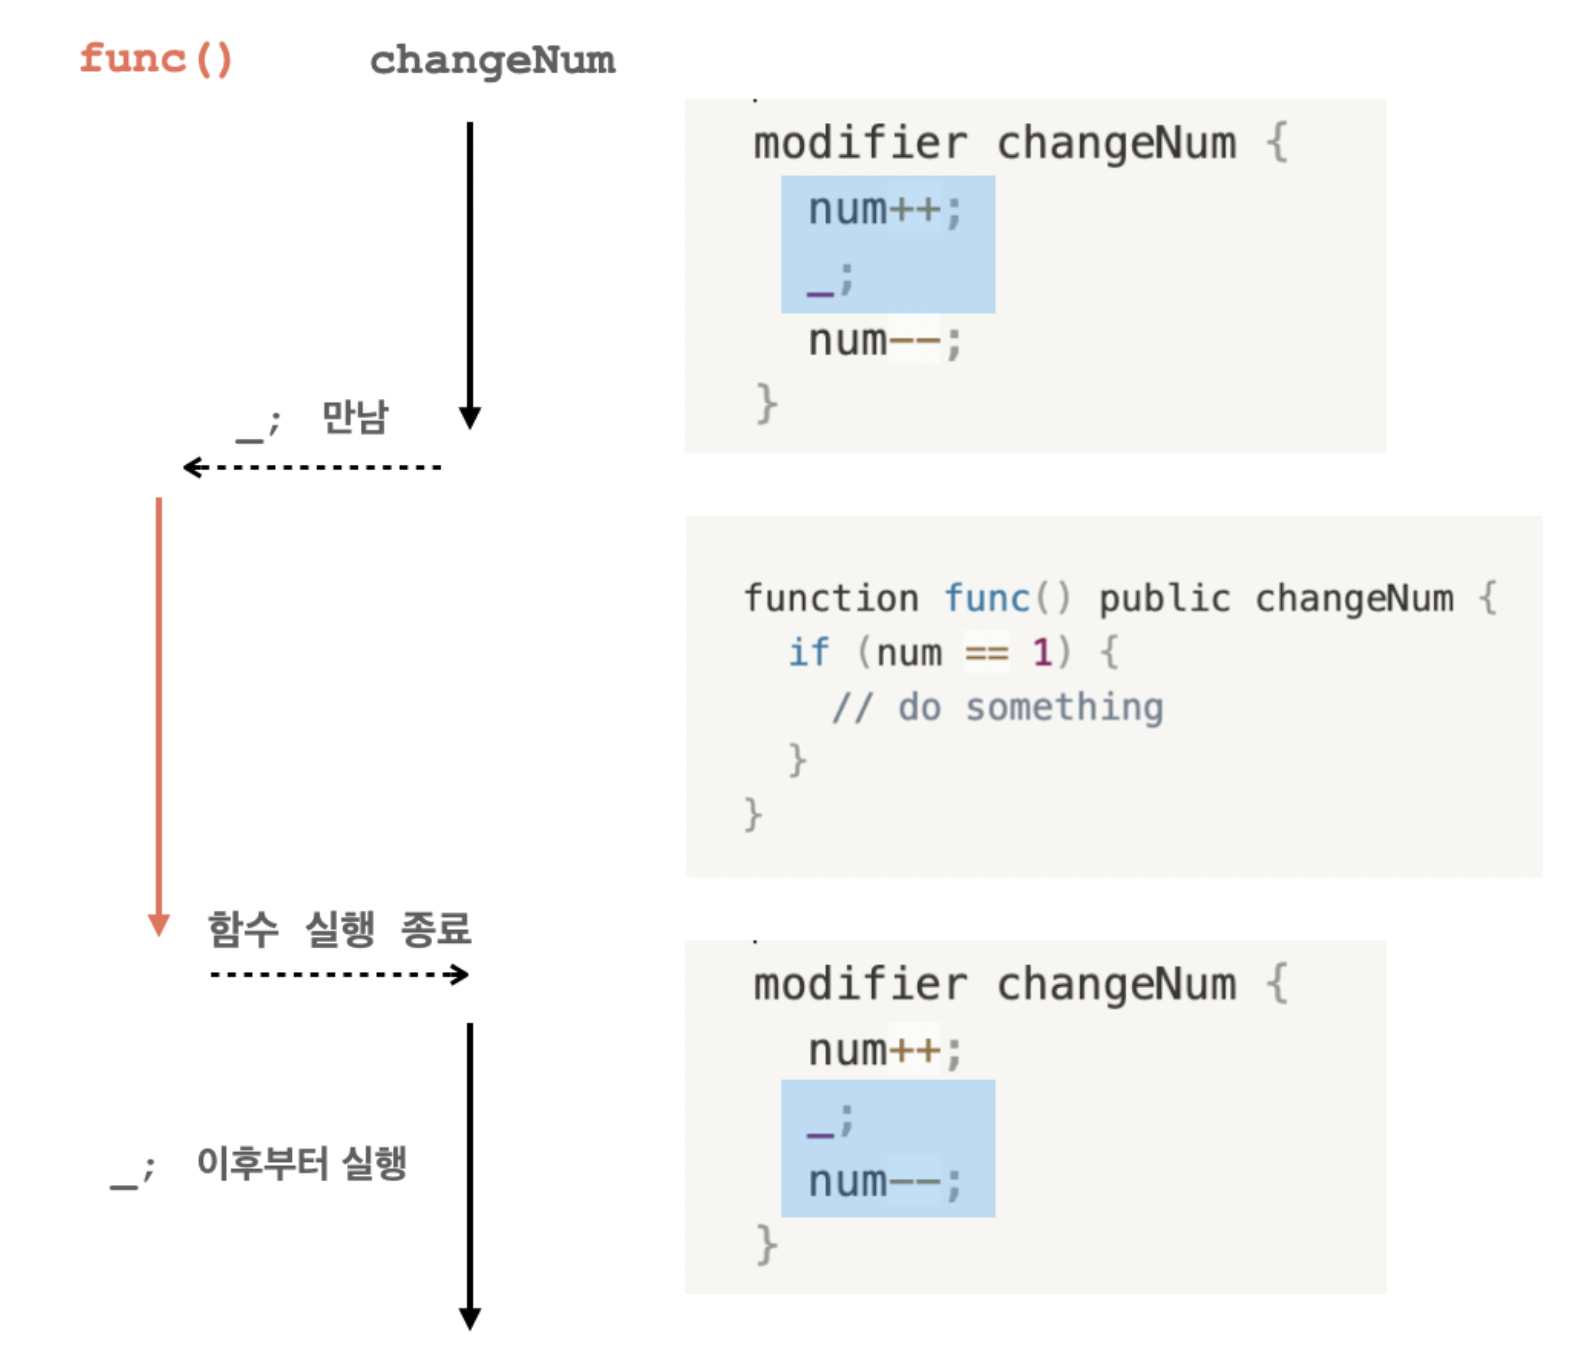 func() changeNum
modifier changeNum {
num++;
_;
num--;
}
_; 만남
function func() public changeNum {
if (num == 1) {
// do something
}
}
함수 실행 종료
modifier changeNum {
num++;
_;
num--;
}
_; 이후부터 실행